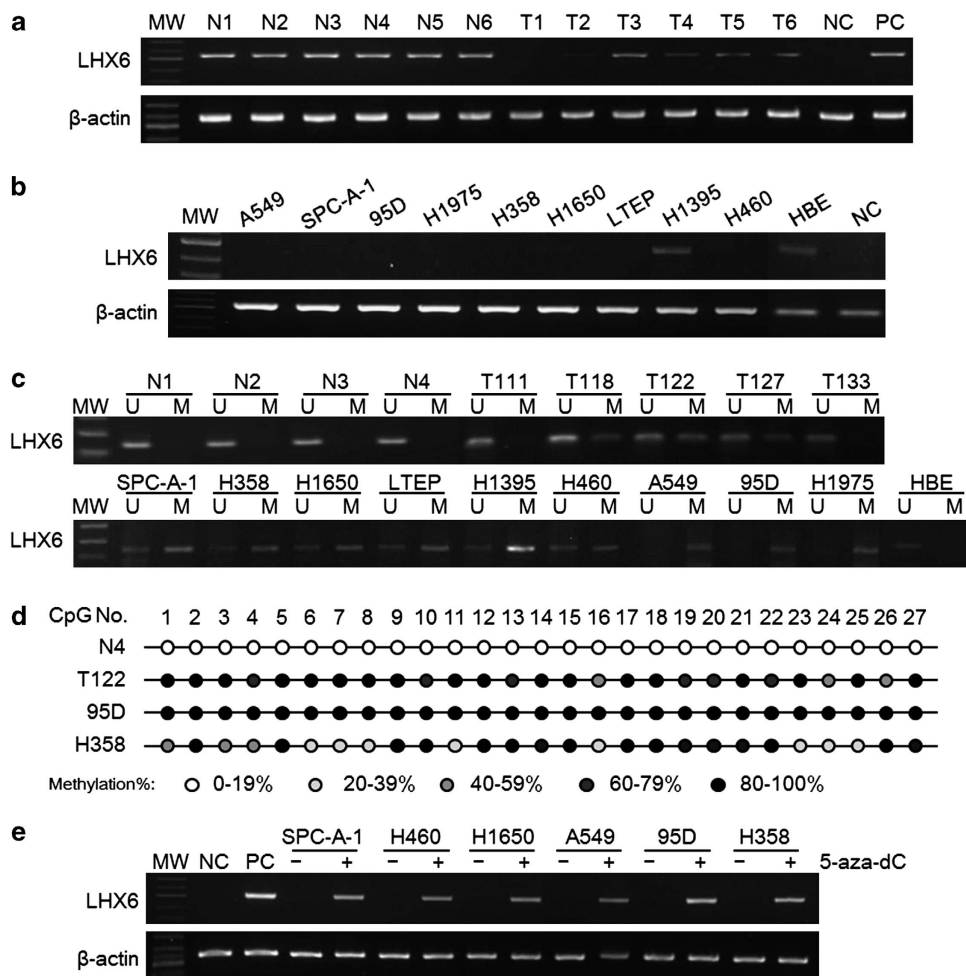 a
MW N1 N2 N3 N4 N5 N6 T1 T2 T3 T4 T5 T6 NC PC
LHX6
β-actin
b
MW A549 SPC-A-1 95D H1975 H358 H1650 LTEP H1395 H460 HBE NC
LHX6
β-actin
c
N1 N2 N3 N4 T111 T118 T122 T127 T133
MW U M U M U M U M U M U M U M U M U M
LHX6
SPC-A-1 H358 H1650 LTEP H1395 H460 A549 95D H1975 HBE
MW U M U M U M U M U M U M U M U M U M U M
LHX6
d
CpG No. 1 2 3 4 5 6 7 8 9 10 11 12 13 14 15 16 17 18 19 20 21 22 23 24 25 26 27
N4
T122
95D
H358
Methylation%: 0-19% 20-39% 40-59% 60-79% 80-100%
e
SPC-A-1 H460 H1650 A549 95D H358
MW NC PC − + − + − + − + − + − + 5-aza-dC
LHX6
β-actin